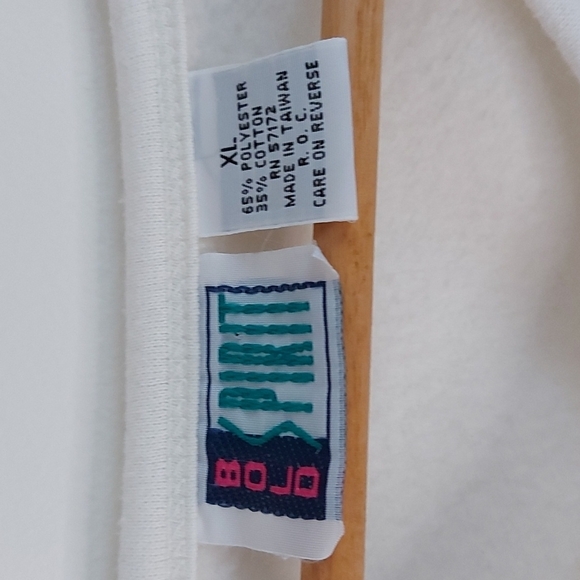 XL
65% POLYESTER
35% COTTON
RN 57172
MADE IN TAIWAN
R. O. C.
CARE ON REVERSE
BOLD SPIRIT